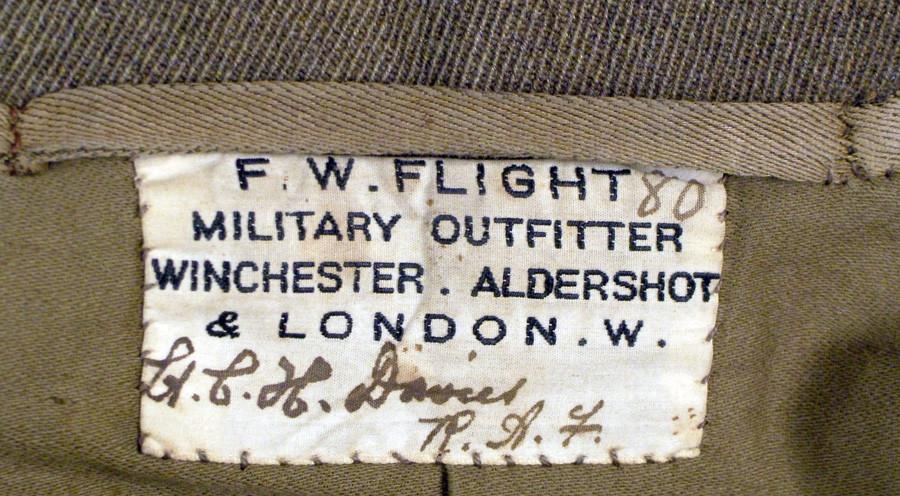 F. W. FLIGHT 80
MILITARY OUTFITTER
WINCHESTER. ALDERSHOT
& LONDON. W.
Lt. C. H. Davies
R. A. F.